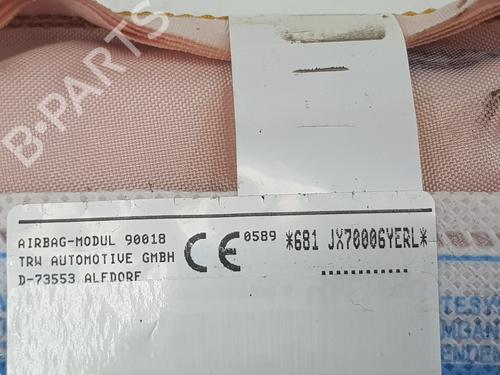 B-PARTS
AIRBAG-MODUL 90018
TRW AUTOMOTIVE GMBH
D-73553 ALFDORF
CE 0589
*681 JX70006YERL*